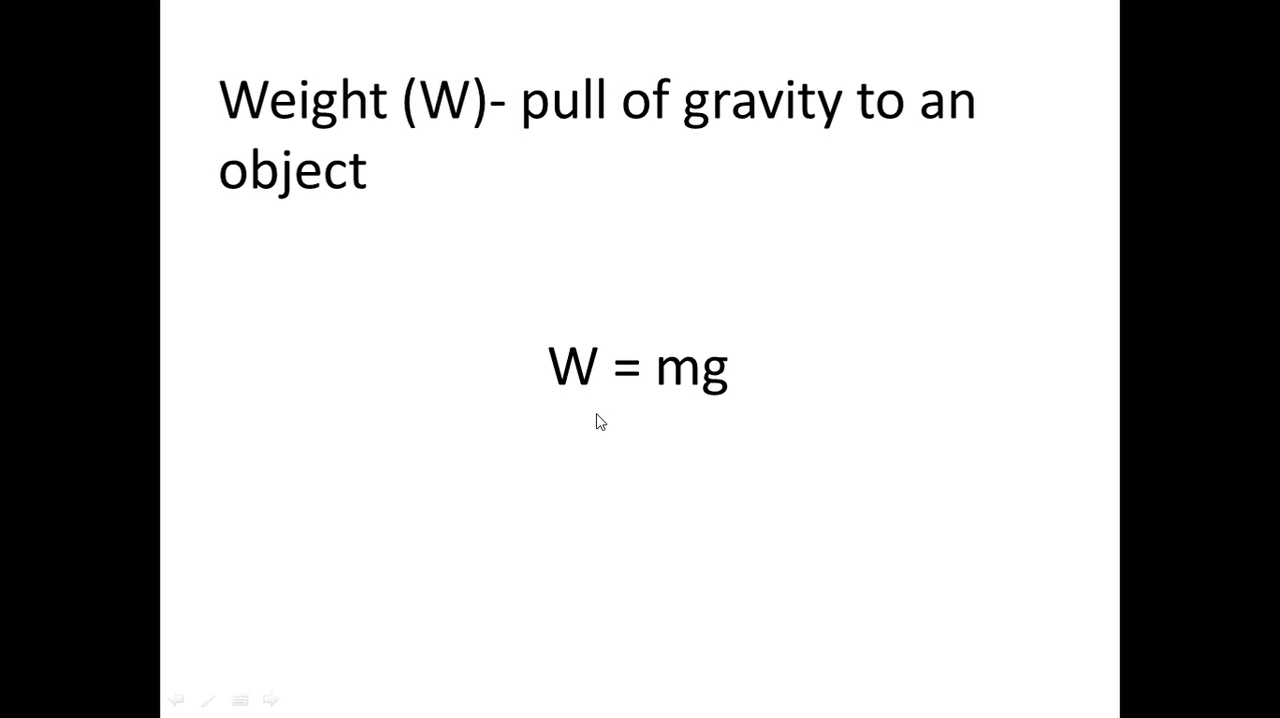 Weight (W)- pull of gravity to an
object
W = mg